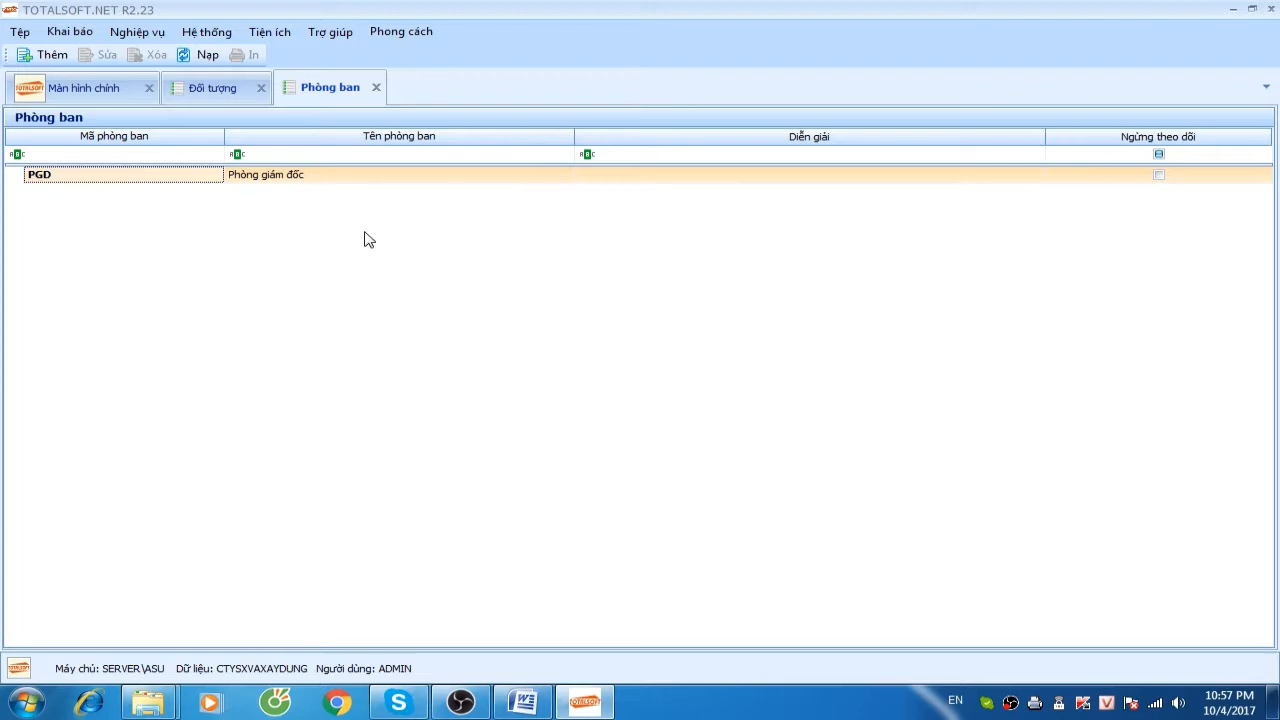 TOTALSOFT.NET R2.23
Tệp Khai báo Nghiệp vụ Hệ thống Tiện ích Trợ giúp Phong cách
Thêm Sửa Xóa Nạp In
TOTALSOFT Màn hình chính Đối tượng Phòng ban
Phòng ban
Mã phòng ban Tên phòng ban Diễn giải Ngừng theo dõi
PGD Phòng giám đốc
Máy chủ: SERVER\ASU Dữ liệu: CTYSXVAXAYDUNG Người dùng: ADMIN
EN
10:57 PM
10/4/2017